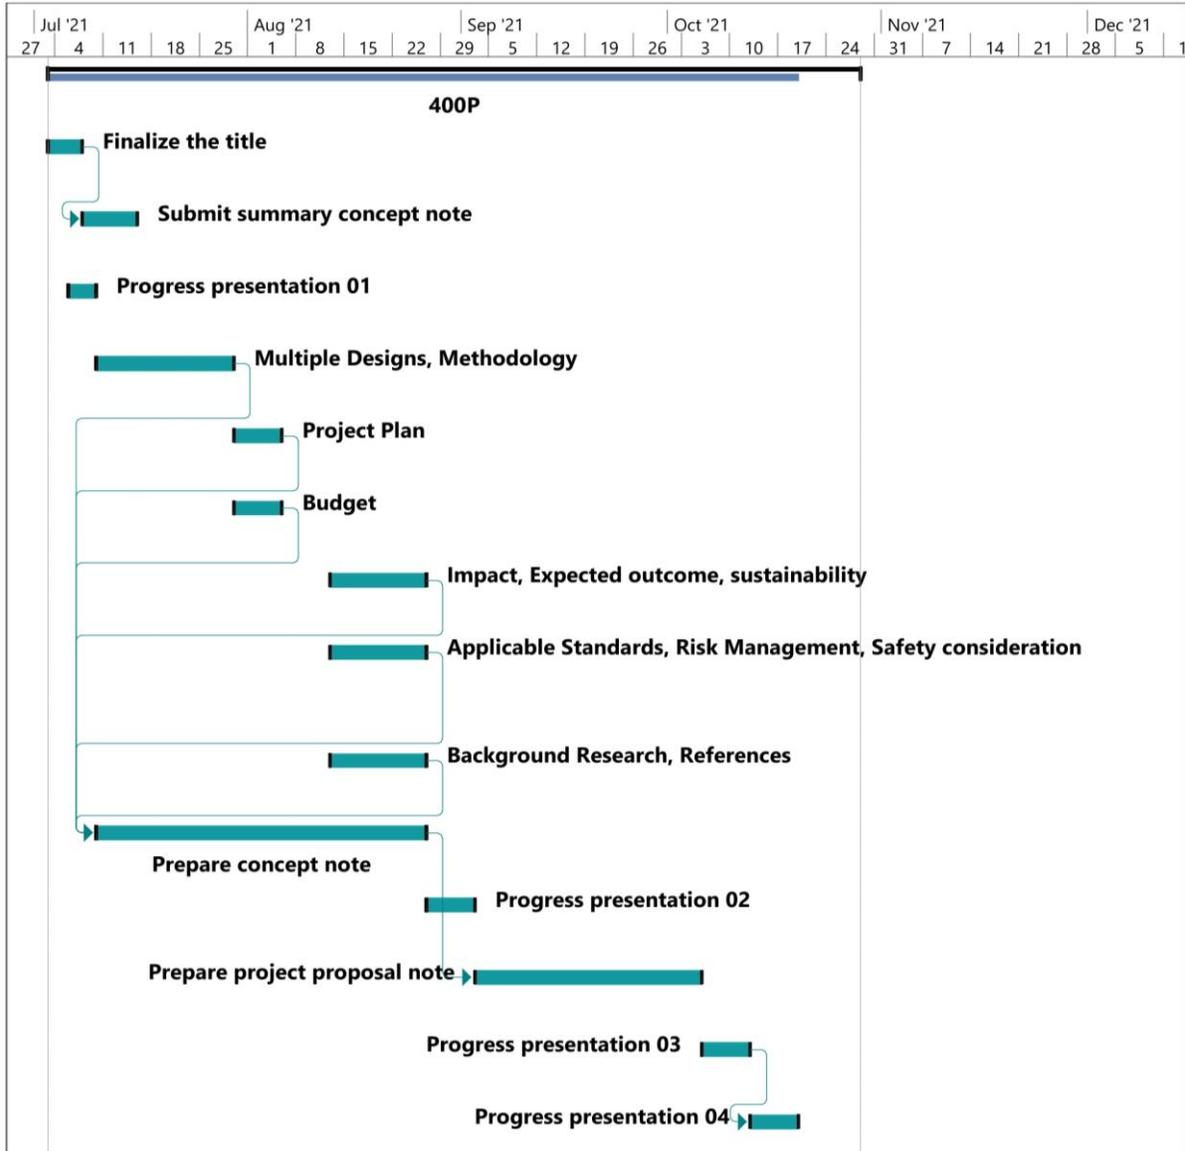 Jul '21 Aug '21 Sep '21 Oct '21 Nov '21 Dec '21
27 4 11 18 25 1 8 15 22 29 5 12 19 26 3 10 17 24 31 7 14 21 28 5 1
400P
Finalize the title
Submit summary concept note
Progress presentation 01
Multiple Designs, Methodology
Project Plan
Budget
Impact, Expected outcome, sustainability
Applicable Standards, Risk Management, Safety consideration
Background Research, References
Prepare concept note
Progress presentation 02
Prepare project proposal note
Progress presentation 03
Progress presentation 04